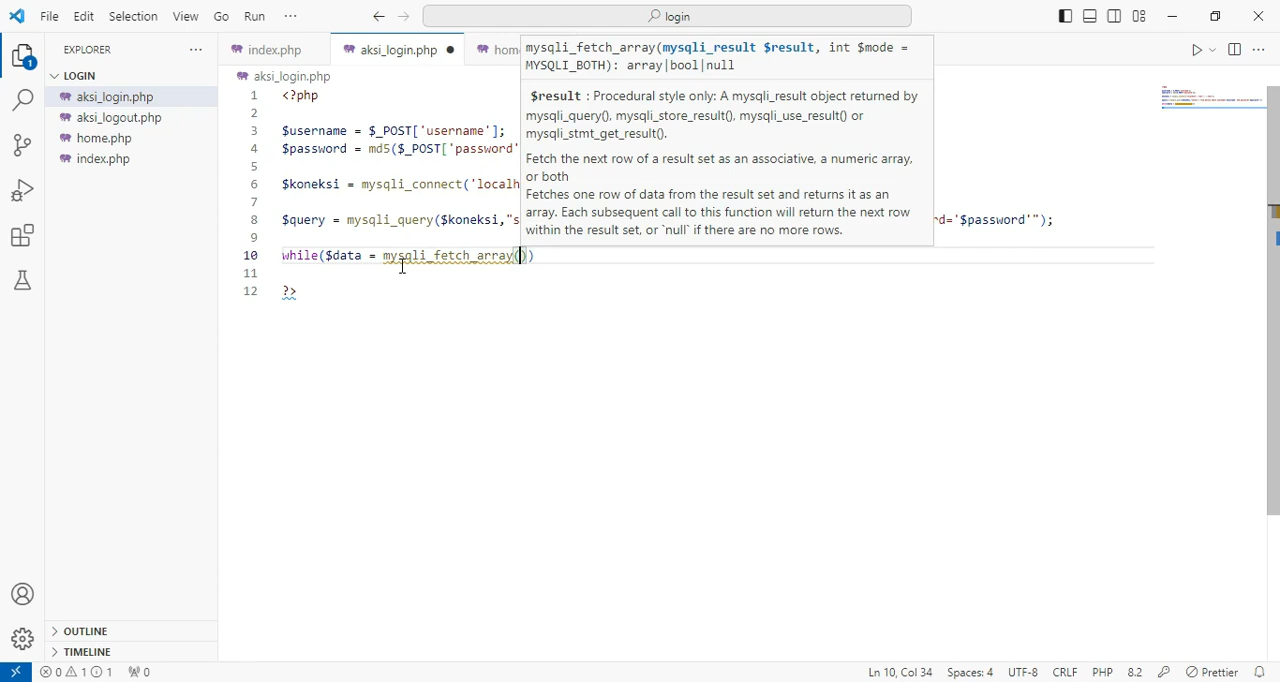 File Edit Selection View Go Run ··· login
EXPLORER ···
LOGIN
aksi_login.php
aksi_logout.php
home.php
index.php
OUTLINE
TIMELINE
index.php aksi_login.php hom
aksi_login.php
1 <?php
2
3 $username = $_POST['username'];
4 $password = md5($_POST['password'
5
6 $koneksi = mysqli_connect('localh
7
8 $query = mysqli_query($koneksi,"s d='$password'");
9
10 while($data = mysqli_fetch_array())
11
12 ?>
mysqli_fetch_array(mysqli_result $result, int $mode =
MYSQLI_BOTH): array|bool|null
$result : Procedural style only: A mysqli_result object returned by
mysqli_query(), mysqli_store_result(), mysqli_use_result() or
mysqli_stmt_get_result().
Fetch the next row of a result set as an associative, a numeric array,
or both
Fetches one row of data from the result set and returns it as an
array. Each subsequent call to this function will return the next row
within the result set, or `null` if there are no more rows.
1
0 1 1 0 Ln 10, Col 34 Spaces: 4 UTF-8 CRLF PHP 8.2 Prettier